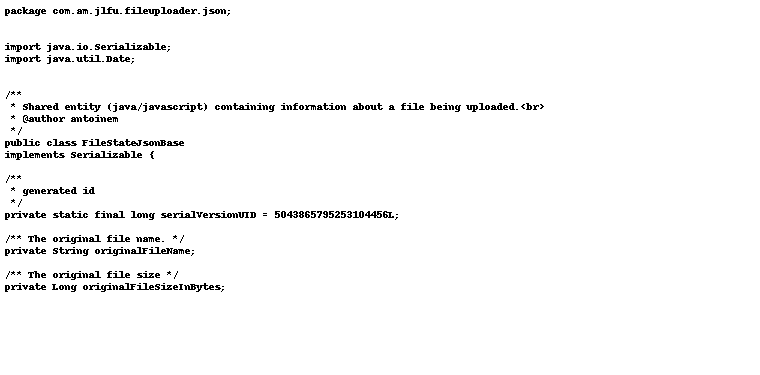 package com.am.jlfu.fileuploader.json;
import java.io.Serializable;
import java.util.Date;
/**
 * Shared entity (java/javascript) containing information about a file being uploaded.<br>
 * @author antoinem
 */
public class FileStateJsonBase
implements Serializable {
/**
 * generated id
 */
private static final long serialVersionUID = 5043865795253104456L;
/** The original file name. */
private String originalFileName;
/** The original file size */
private Long originalFileSizeInBytes;